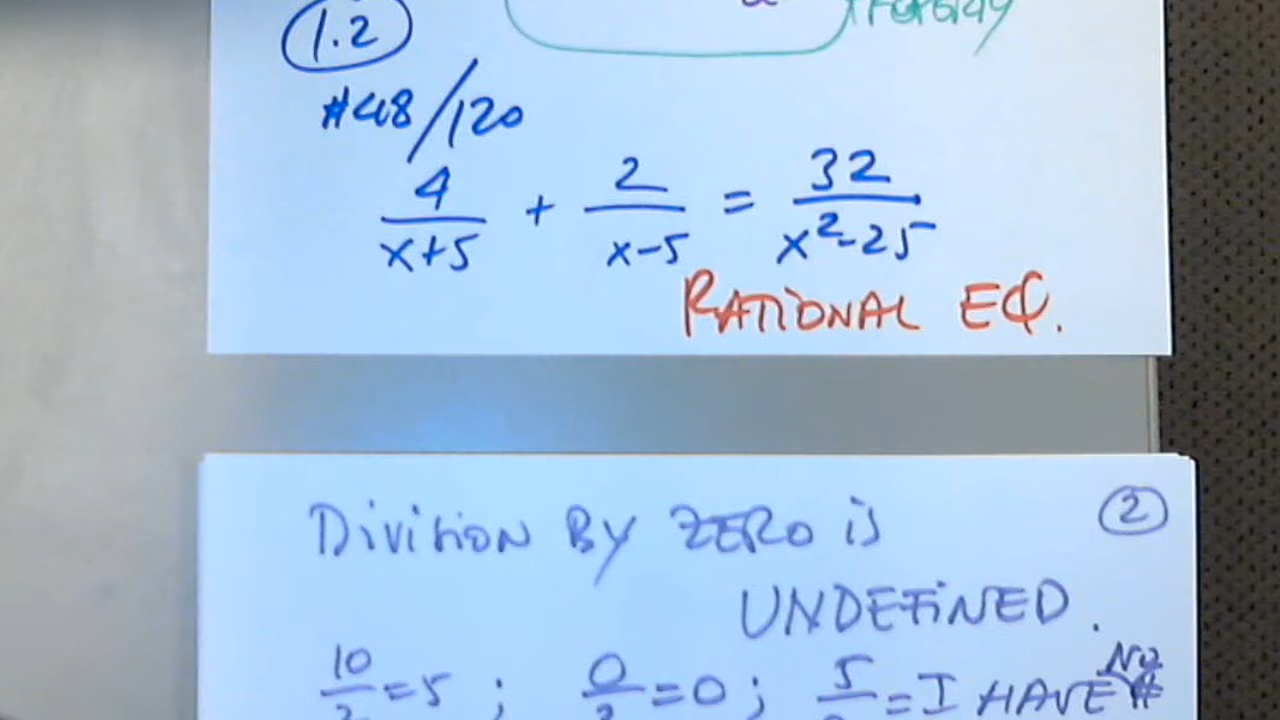 1.2
#48/120
4/(x+5) + 2/(x-5) = 32/(x²-25)
RATIONAL EQ.
2
DiVision BY ZERO iS
UNDEFiNED.
No
10/2=5 ; 0/2=0 ; 5/0=I HAVE #